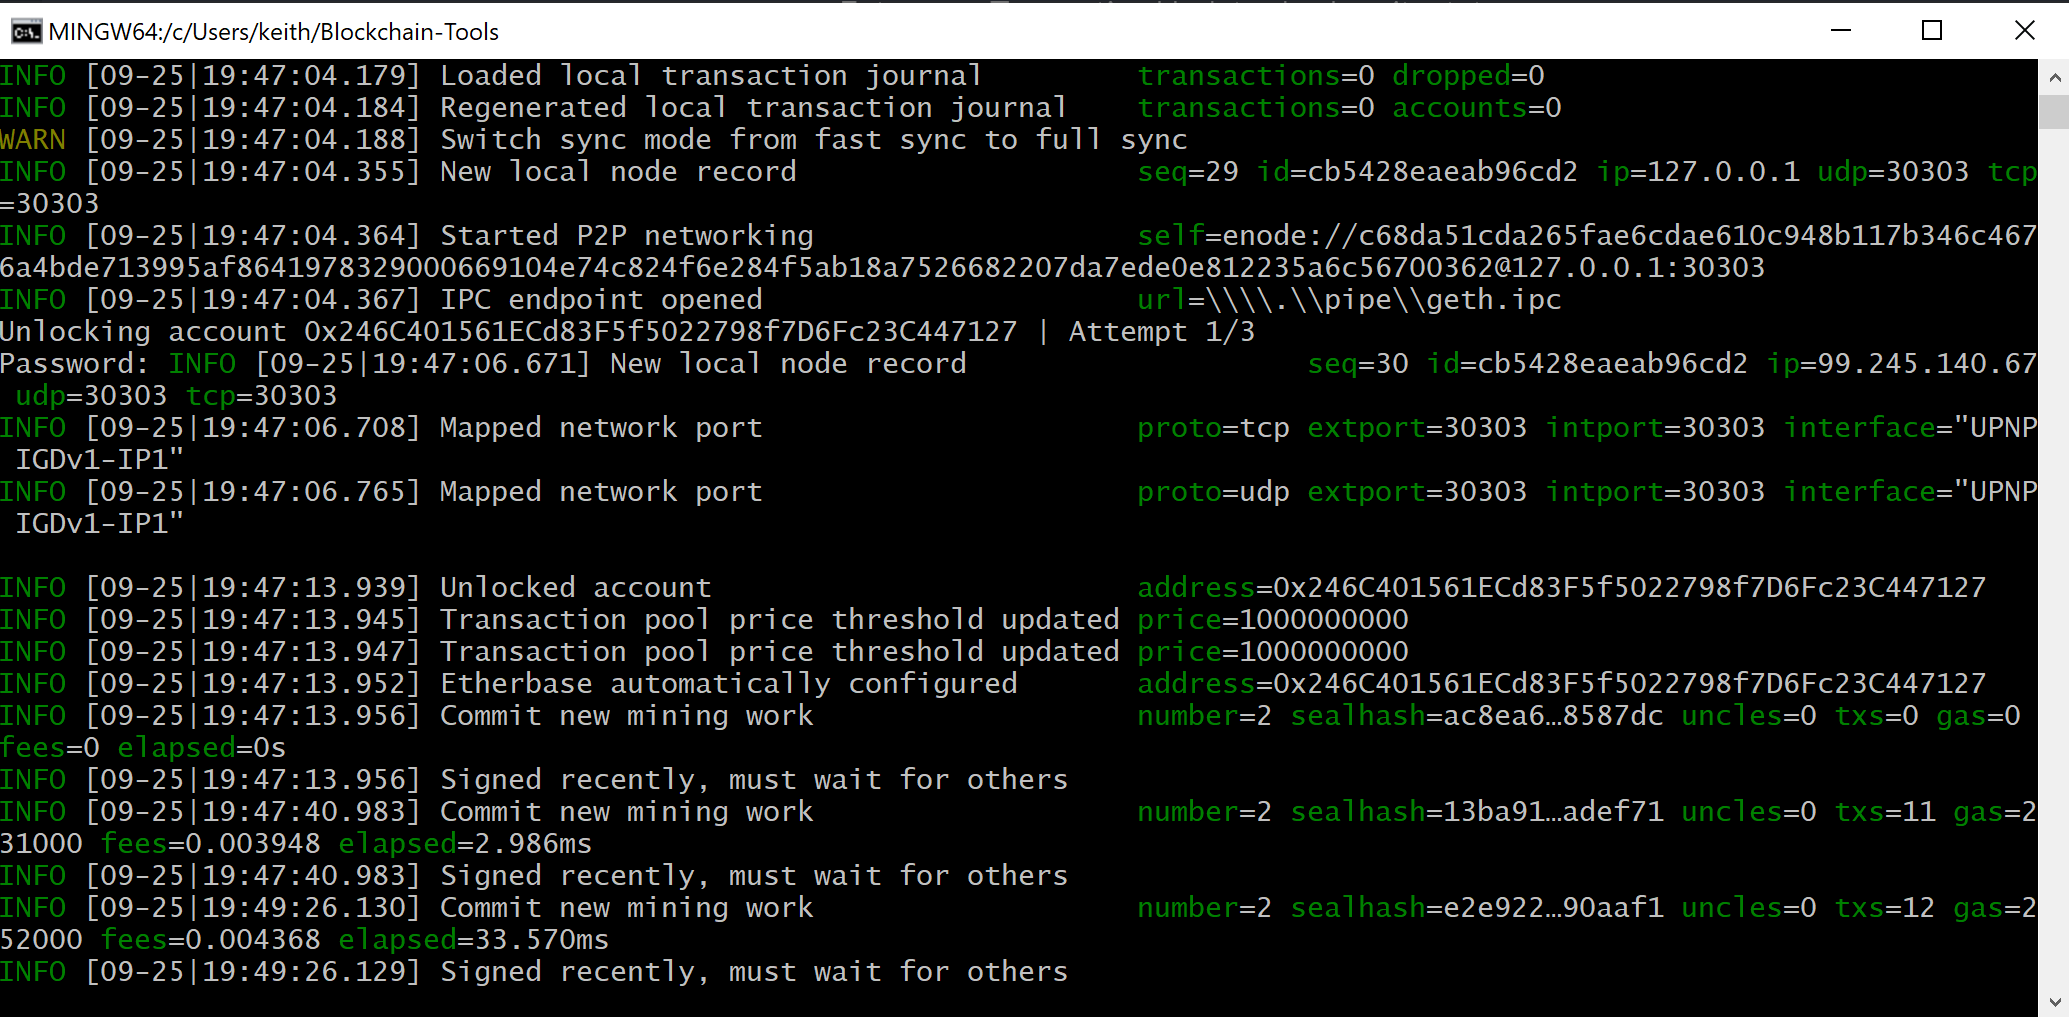 MINGW64:/c/Users/keith/Blockchain-Tools
INFO [09-25|19:47:04.179] Loaded local transaction journal transactions=0 dropped=0
INFO [09-25|19:47:04.184] Regenerated local transaction journal transactions=0 accounts=0
WARN [09-25|19:47:04.188] Switch sync mode from fast sync to full sync
INFO [09-25|19:47:04.355] New local node record seq=29 id=cb5428eaeab96cd2 ip=127.0.0.1 udp=30303 tcp
=30303
INFO [09-25|19:47:04.364] Started P2P networking self=enode://c68da51cda265fae6cdae610c948b117b346c467
6a4bde713995af8641978329000669104e74c824f6e284f5ab18a7526682207da7ede0e812235a6c56700362@127.0.0.1:30303
INFO [09-25|19:47:04.367] IPC endpoint opened url=\\\\.\\pipe\\geth.ipc
Unlocking account 0x246C401561ECd83F5f5022798f7D6Fc23C447127 | Attempt 1/3
Password: INFO [09-25|19:47:06.671] New local node record seq=30 id=cb5428eaeab96cd2 ip=99.245.140.67
udp=30303 tcp=30303
INFO [09-25|19:47:06.708] Mapped network port proto=tcp extport=30303 intport=30303 interface="UPNP
IGDv1-IP1"
INFO [09-25|19:47:06.765] Mapped network port proto=udp extport=30303 intport=30303 interface="UPNP
IGDv1-IP1"
INFO [09-25|19:47:13.939] Unlocked account address=0x246C401561ECd83F5f5022798f7D6Fc23C447127
INFO [09-25|19:47:13.945] Transaction pool price threshold updated price=1000000000
INFO [09-25|19:47:13.947] Transaction pool price threshold updated price=1000000000
INFO [09-25|19:47:13.952] Etherbase automatically configured address=0x246C401561ECd83F5f5022798f7D6Fc23C447127
INFO [09-25|19:47:13.956] Commit new mining work number=2 sealhash=ac8ea6…8587dc uncles=0 txs=0 gas=0
fees=0 elapsed=0s
INFO [09-25|19:47:13.956] Signed recently, must wait for others
INFO [09-25|19:47:40.983] Commit new mining work number=2 sealhash=13ba91…adef71 uncles=0 txs=11 gas=2
31000 fees=0.003948 elapsed=2.986ms
INFO [09-25|19:47:40.983] Signed recently, must wait for others
INFO [09-25|19:49:26.130] Commit new mining work number=2 sealhash=e2e922…90aaf1 uncles=0 txs=12 gas=2
52000 fees=0.004368 elapsed=33.570ms
INFO [09-25|19:49:26.129] Signed recently, must wait for others